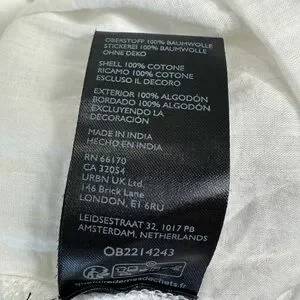 OBERSTOFF 100% BAUMWOLLE
STICKEREI 100% BAUMWOLLE
OHNE DEKO
SHELL 100% COTONE
RICAMO 100% COTONE
ESCLUSO IL DECORO
EXTERIOR 100% ALGODÓN
BORDADO 100% ALGODÓN
EXCLUYENDO LA
DECORACIÓN
MADE IN INDIA
HECHO EN INDIA
RN 66170
CA 32054
URBN UK Ltd.
146 Brick Lane,
LONDON, E1 6RU
LEIDSESTRAAT 32, 1017 PB
AMSTERDAM, NETHERLANDS
OB2214243
quefairedemesdechets.fr